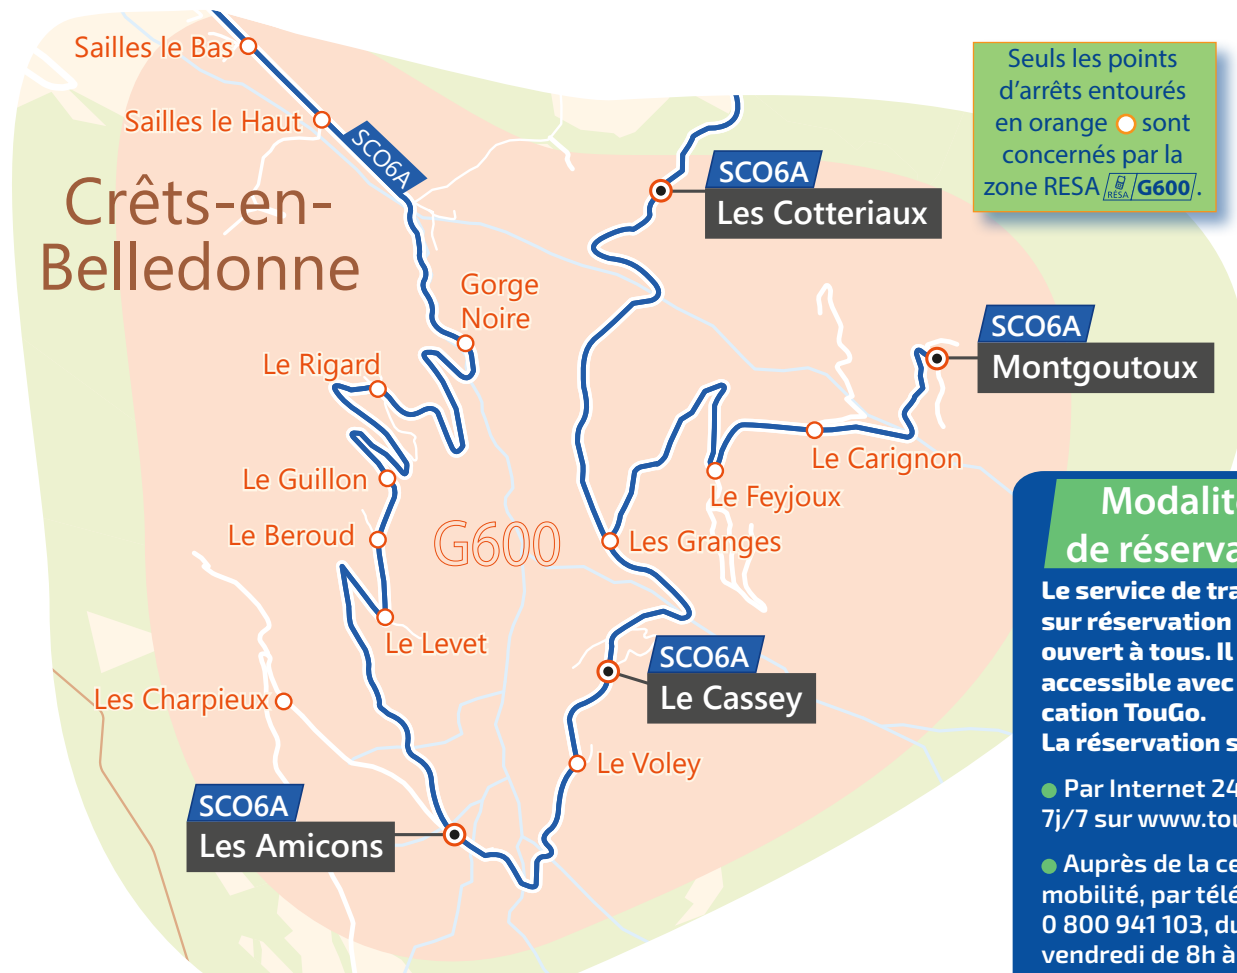 Sailles le Bas
Sailles le Haut
SCO6A
Crêts-en-
Belledonne
Seuls les points
d'arrêts entourés
en orange sont
concernés par la
zone RESA RÉSA G600.
SCO6A
Les Cotteriaux
Gorge
Noire
SCO6A
Montgoutoux
Le Rigard
Le Carignon
Le Guillon
Le Feyjoux
Le Beroud
G600
Les Granges
Le Levet
SCO6A
Le Cassey
Les Charpieux
Le Voley
SCO6A
Les Amicons
Modalit
de réserva
Le service de tra
sur réservation
ouvert à tous. Il
accessible avec
cation TouGo.
La réservation s
● Par Internet 24
7j/7 sur www.tou
● Auprès de la ce
mobilité, par télé
0 800 941 103, du
vendredi de 8h à